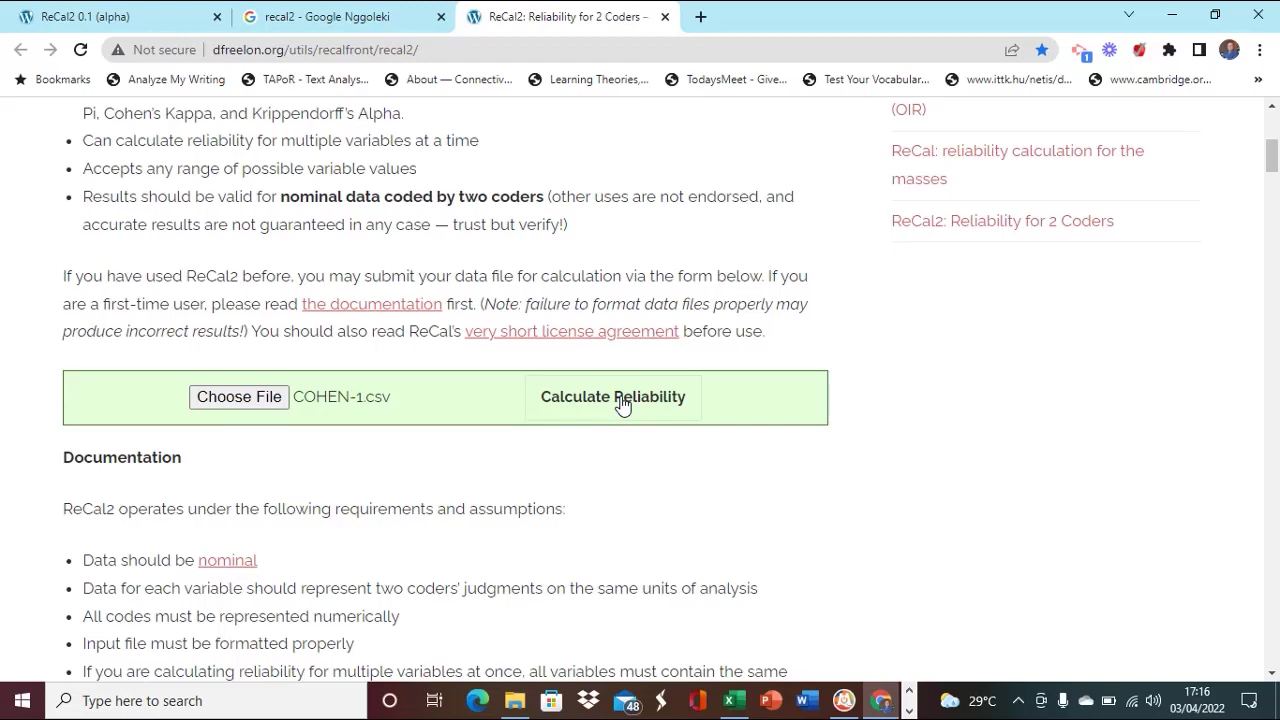 ReCal2 0.1 (alpha)
recal2 - Google Nggoleki
ReCal2: Reliability for 2 Coders –
Not secure
dfreelon.org/utils/recalfront/recal2/
1
Bookmarks
Analyze My Writing
TAPoR - Text Analys...
About — Connectiv...
Learning Theories,...
TodaysMeet - Give...
Test Your Vocabular...
www.ittk.hu/netis/d...
www.cambridge.or...
»
Pi, Cohen's Kappa, and Krippendorff's Alpha.
• Can calculate reliability for multiple variables at a time
• Accepts any range of possible variable values
• Results should be valid for nominal data coded by two coders (other uses are not endorsed, and
accurate results are not guaranteed in any case — trust but verify!)
If you have used ReCal2 before, you may submit your data file for calculation via the form below. If you
are a first-time user, please read the documentation first. (Note: failure to format data files properly may
produce incorrect results!) You should also read ReCal's very short license agreement before use.
Choose File COHEN-1.csv
Calculate Reliability
Documentation
ReCal2 operates under the following requirements and assumptions:
• Data should be nominal
• Data for each variable should represent two coders' judgments on the same units of analysis
• All codes must be represented numerically
• Input file must be formatted properly
• If you are calculating reliability for multiple variables at once, all variables must contain the same
(OIR)
ReCal: reliability calculation for the
masses
ReCal2: Reliability for 2 Coders
Type here to search
48
29°C
17:16
03/04/2022